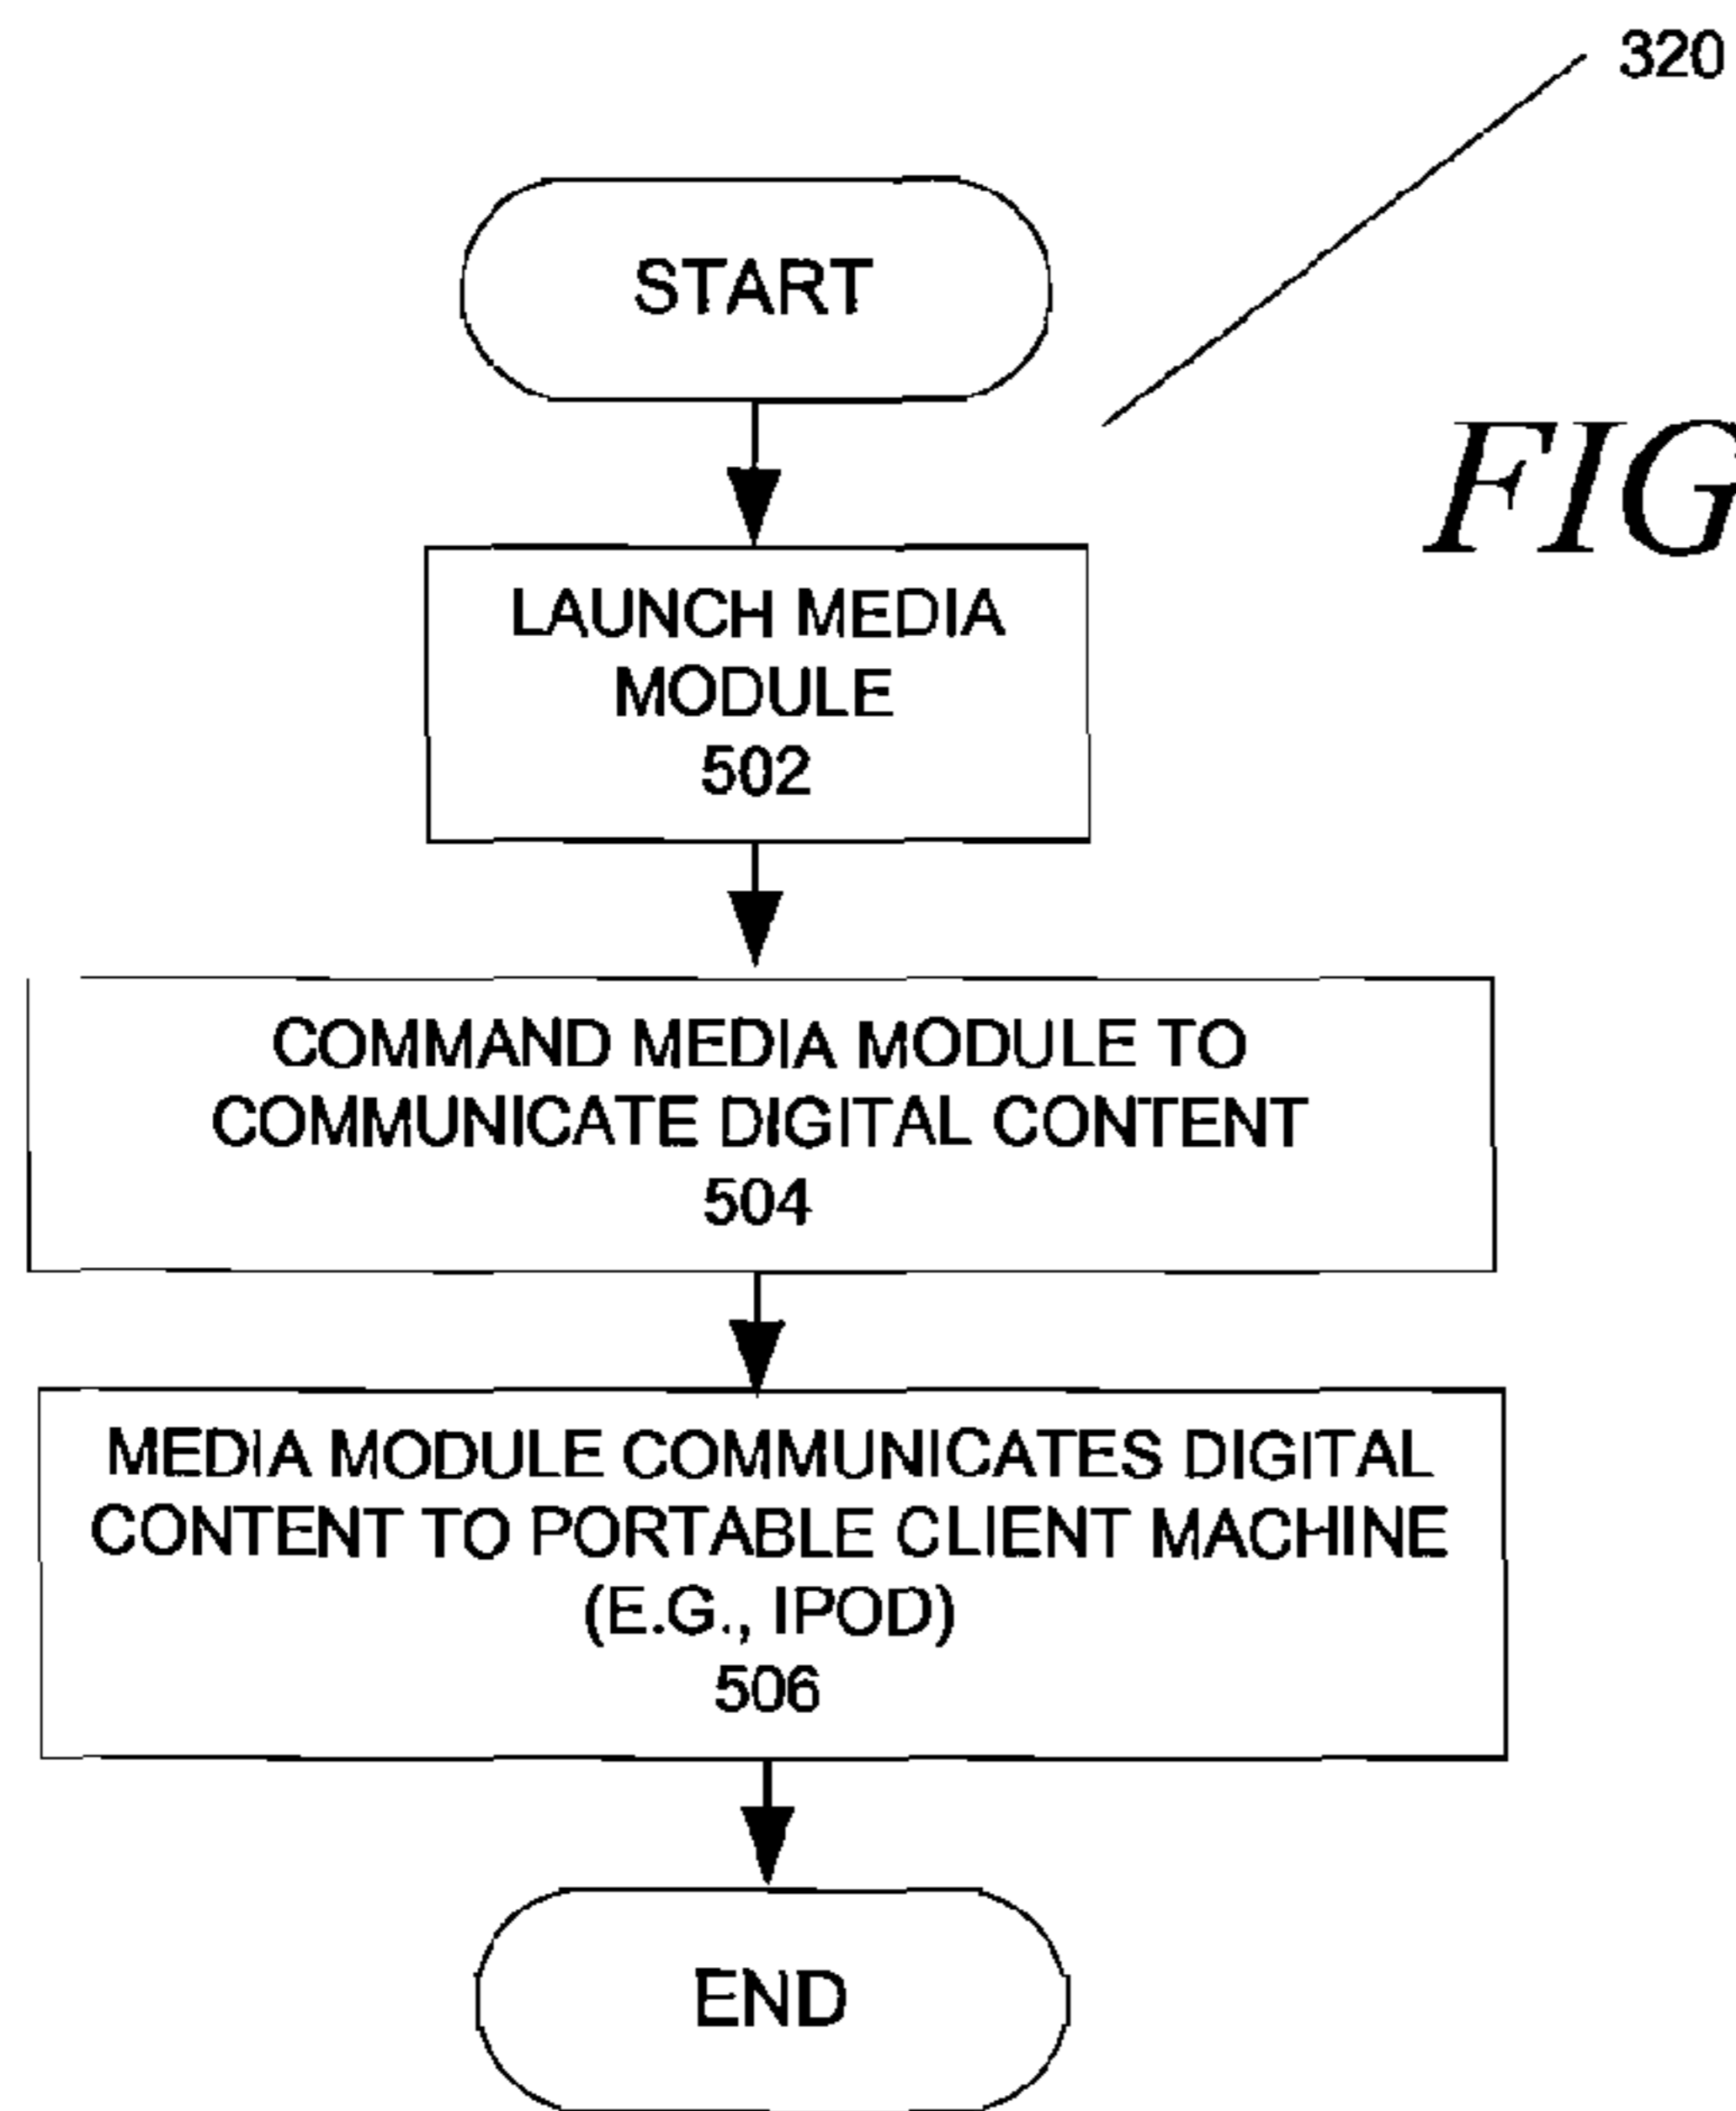 320
START
FIG
LAUNCH MEDIA
MODULE
502
COMMAND MEDIA MODULE TO
COMMUNICATE DIGITAL CONTENT
504
MEDIA MODULE COMMUNICATES DIGITAL
CONTENT TO PORTABLE CLIENT MACHINE
(E.G., IPOD)
506
END